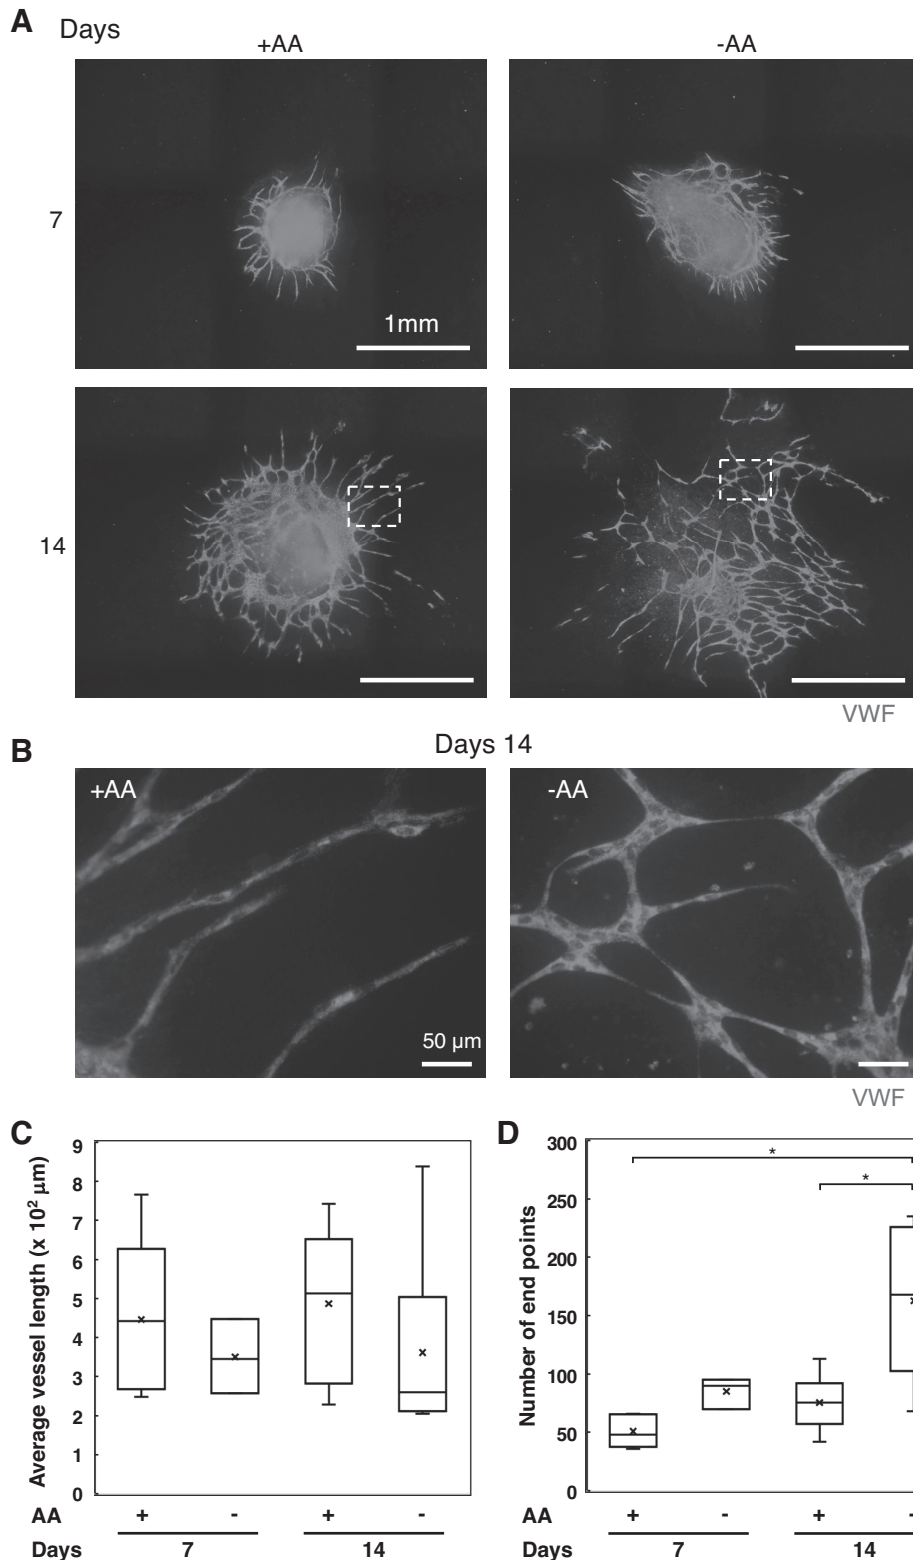 A Days
+AA -AA
7
1mm
14
VWF
B Days 14
+AA -AA
50 µm
VWF
C
Average vessel length (x 10² µm)
9
8
7
6
5
4
3
2
1
0
AA + - + -
Days 7 14
D
Number of end points
300
250
200
150
100
50
0
* *
+ - + -
Days 7 14